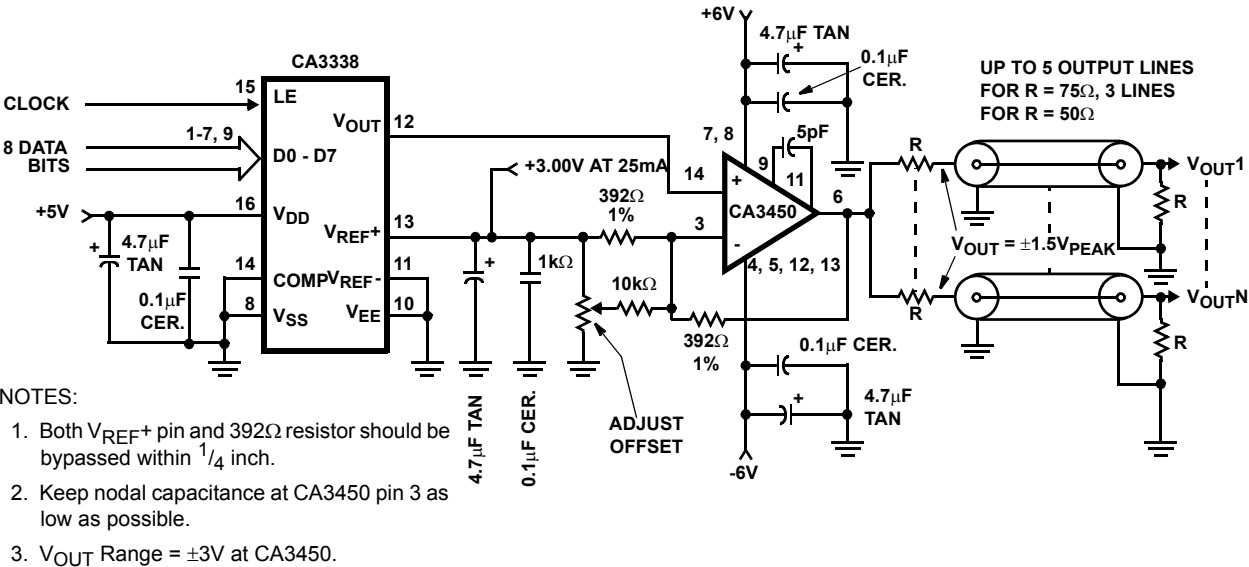 +6V
4.7μF TAN
+
0.1μF
CER.
CA3338
UP TO 5 OUTPUT LINES
FOR R = 75Ω, 3 LINES
FOR R = 50Ω
15
CLOCK
LE
VOUT
12
7, 8
5pF
1-7, 9
8 DATA
BITS
D0 - D7
+3.00V AT 25mA
14
9
11
+
R
VOUT1
+5V
16
VDD
392Ω
1%
CA3450
6
R
VREF+
13
3
-
+
4.7μF
TAN
+
1kΩ
4, 5, 12, 13
VOUT = ±1.5VPEAK
14
COMP
VREF-
11
10kΩ
0.1μF
CER.
8
VSS
VEE
10
R
VOUTN
392Ω
1%
0.1μF CER.
R
4.7μF TAN
0.1μF CER.
ADJUST
OFFSET
+
4.7μF
TAN
-6V
NOTES:
1. Both VREF+ pin and 392Ω resistor should be
bypassed within 1/4 inch.
2. Keep nodal capacitance at CA3450 pin 3 as
low as possible.
3. VOUT Range = ±3V at CA3450.